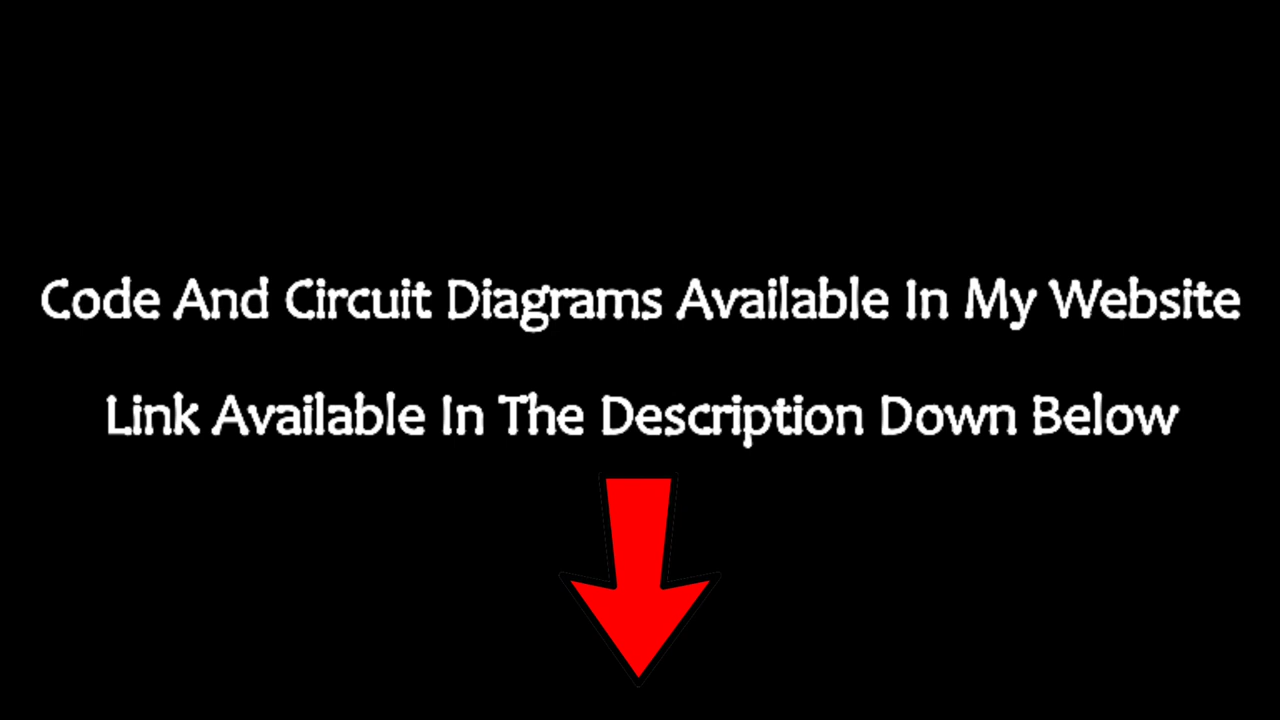 Code And Circuit Diagrams Available In My Website
Link Available In The Description Down Below